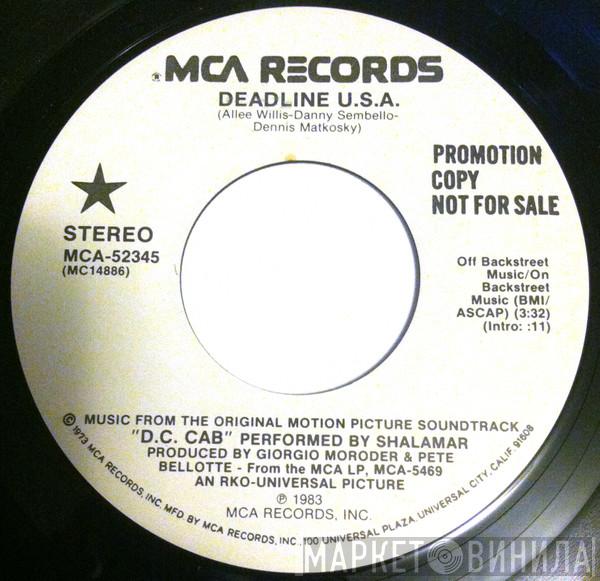 MCA RECORDS
DEADLINE U.S.A.
(Allee Willis-Danny Sembello-
Dennis Matkosky)
PROMOTION
COPY
NOT FOR SALE
STEREO
MCA-52345
(MC14886)
Off Backstreet
Music/On
Backstreet
Music (BMI/
ASCAP) (3:32)
(Intro: :11)
MUSIC FROM THE ORIGINAL MOTION PICTURE SOUNDTRACK
"D.C. CAB" PERFORMED BY SHALAMAR
PRODUCED BY GIORGIO MORODER & PETE
BELLOTTE - From the MCA LP, MCA-5469
AN RKO-UNIVERSAL PICTURE
℗ 1983
MCA RECORDS, INC.
© 1973 MCA RECORDS, INC. MFD. BY MCA RECORDS, INC., 100 UNIVERSAL PLAZA, UNIVERSAL CITY, CALIF. 91608
МАРКЕТ ВИНИЛА